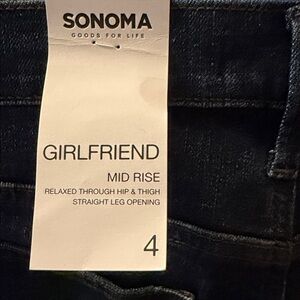 SONOMA
GOODS FOR LIFE
GIRLFRIEND
MID RISE
RELAXED THROUGH HIP & THIGH
STRAIGHT LEG OPENING
4